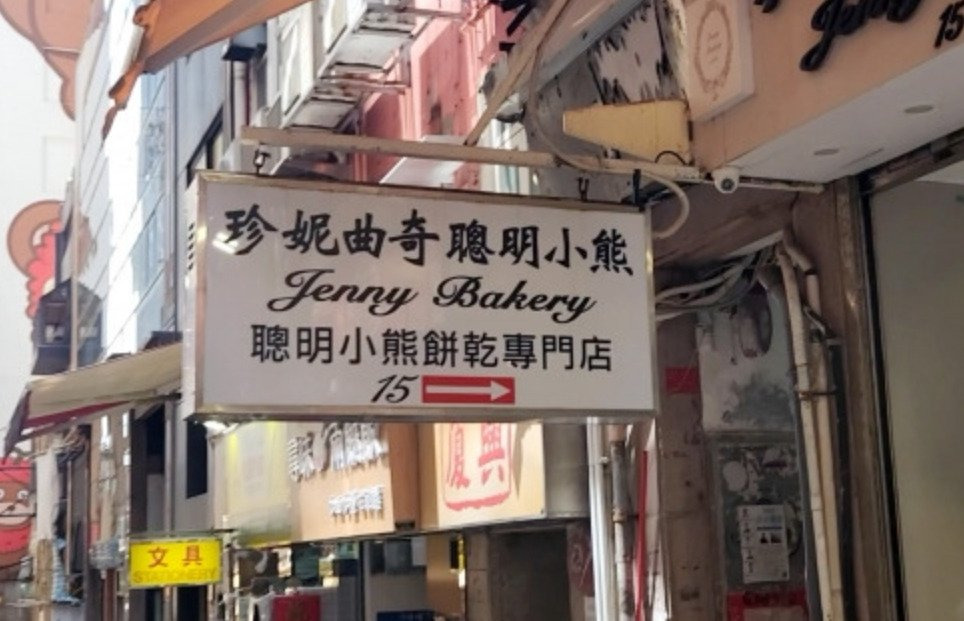 珍妮曲奇聰明小熊
Jenny Bakery
聰明小熊餅乾專門店
15
Jenny
15
文具
STATIONERY